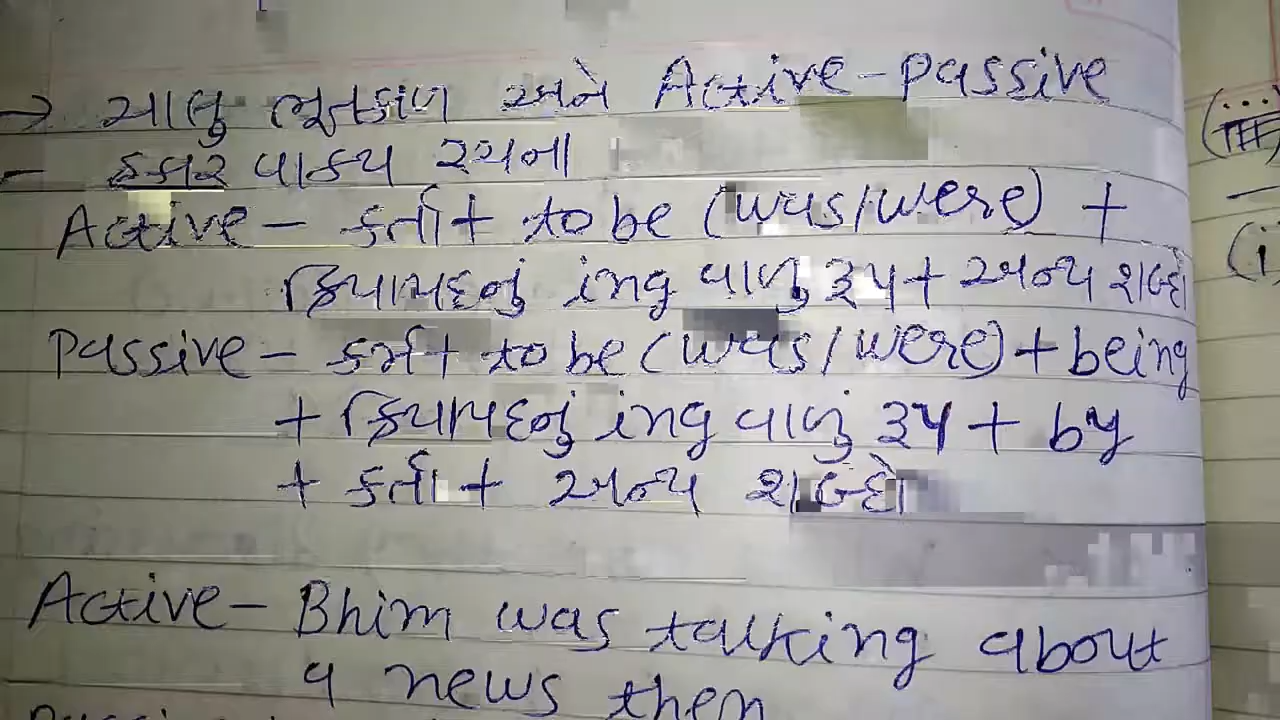 → ચાલુ ભૂતકાળ અને Active-passive
- હકાર વાક્ય રચના
Active - કર્તા + to be (was/were) +
ક્રિયાપદનું ing વાળુ રૂપ + અન્ય શબ્દો
Passive - કર્મ + to be (was/were) + being
+ ક્રિયાપદનું ing વાળું રૂપ + by
+ કર્તા + અન્ય શબ્દો
Active - Bhim was talking about
a news then